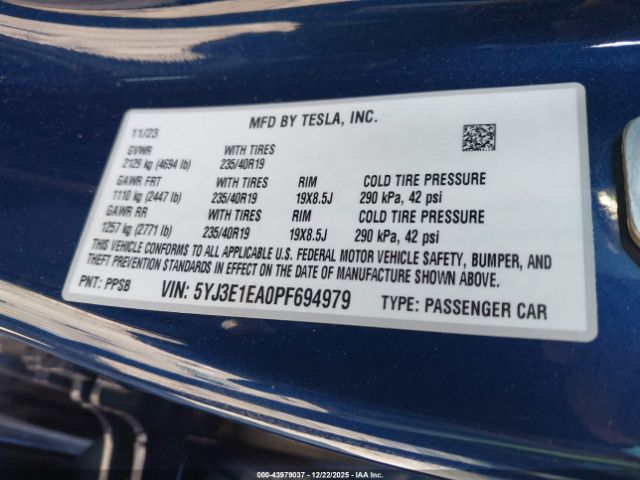 MFD BY TESLA, INC.
11/23
GVWR WITH TIRES
2129 kg (4694 lb) 235/40R19
GAWR FRT WITH TIRES RIM COLD TIRE PRESSURE
1110 kg (2447 lb) 235/40R19 19X8.5J 290 kPa, 42 psi
GAWR RR WITH TIRES RIM COLD TIRE PRESSURE
1257 kg (2771 lb) 235/40R19 19X8.5J 290 kPa, 42 psi
THIS VEHICLE CONFORMS TO ALL APPLICABLE U.S. FEDERAL MOTOR VEHICLE SAFETY, BUMPER, AND
THEFT PREVENTION STANDARDS IN EFFECT ON THE DATE OF MANUFACTURE SHOWN ABOVE.
PNT: PPSB VIN: 5YJ3E1EA0PF694979 TYPE: PASSENGER CAR
000-43979037 - 12/22/2025 - IAA Inc.